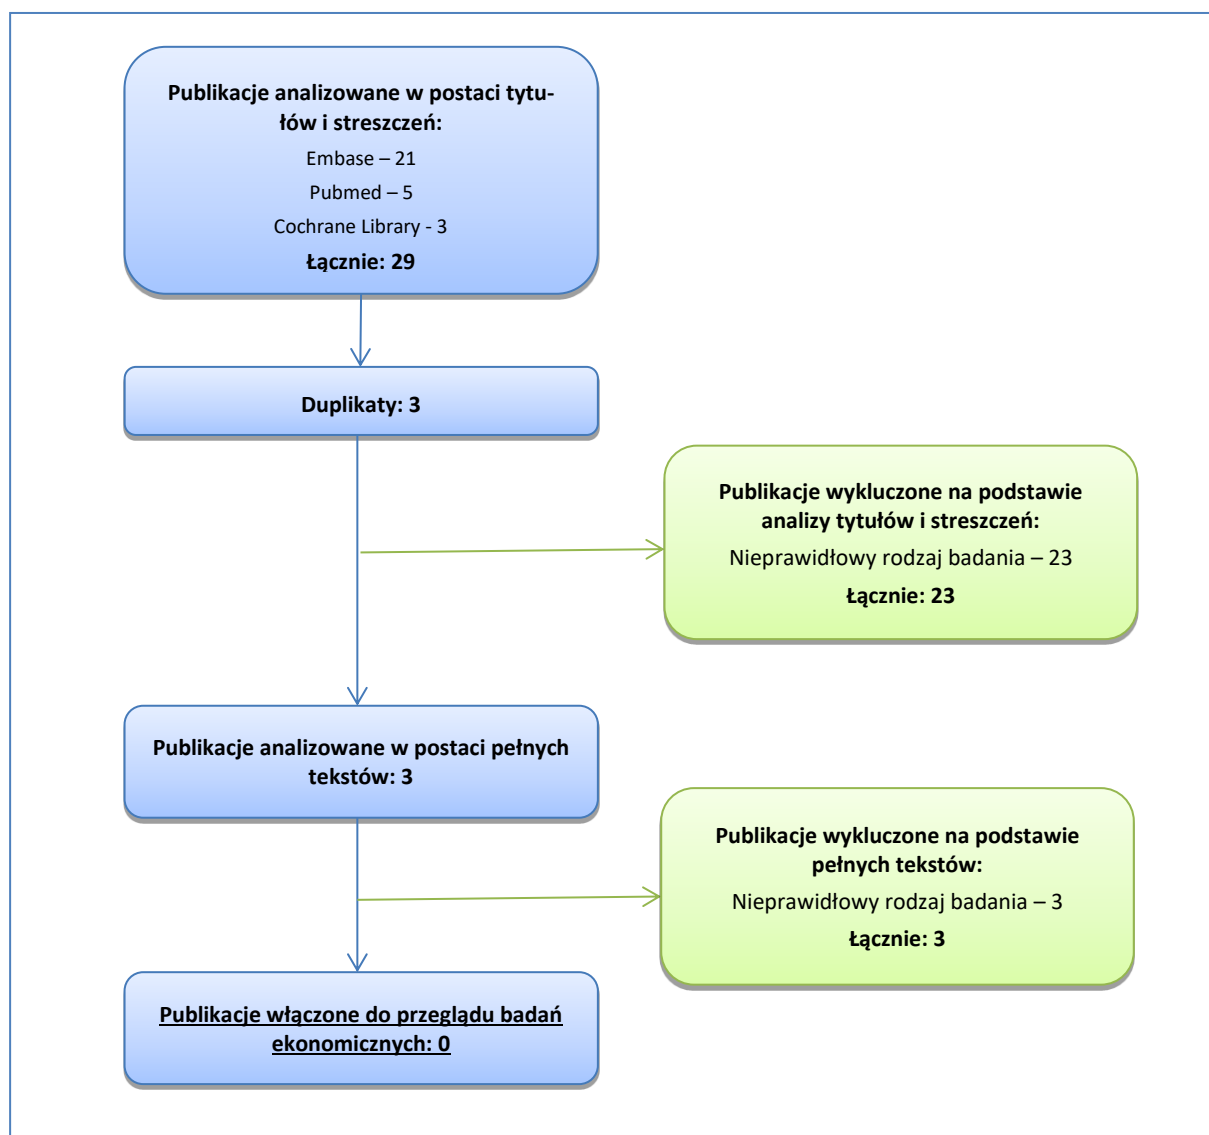 Publikacje analizowane w postaci tytu-
łów i streszczeń:
Embase – 21
Pubmed – 5
Cochrane Library - 3
Łącznie: 29
Duplikaty: 3
Publikacje wykluczone na podstawie
analizy tytułów i streszczeń:
Nieprawidłowy rodzaj badania – 23
Łącznie: 23
Publikacje analizowane w postaci pełnych
tekstów: 3
Publikacje wykluczone na podstawie
pełnych tekstów:
Nieprawidłowy rodzaj badania – 3
Łącznie: 3
Publikacje włączone do przeglądu badań
ekonomicznych: 0